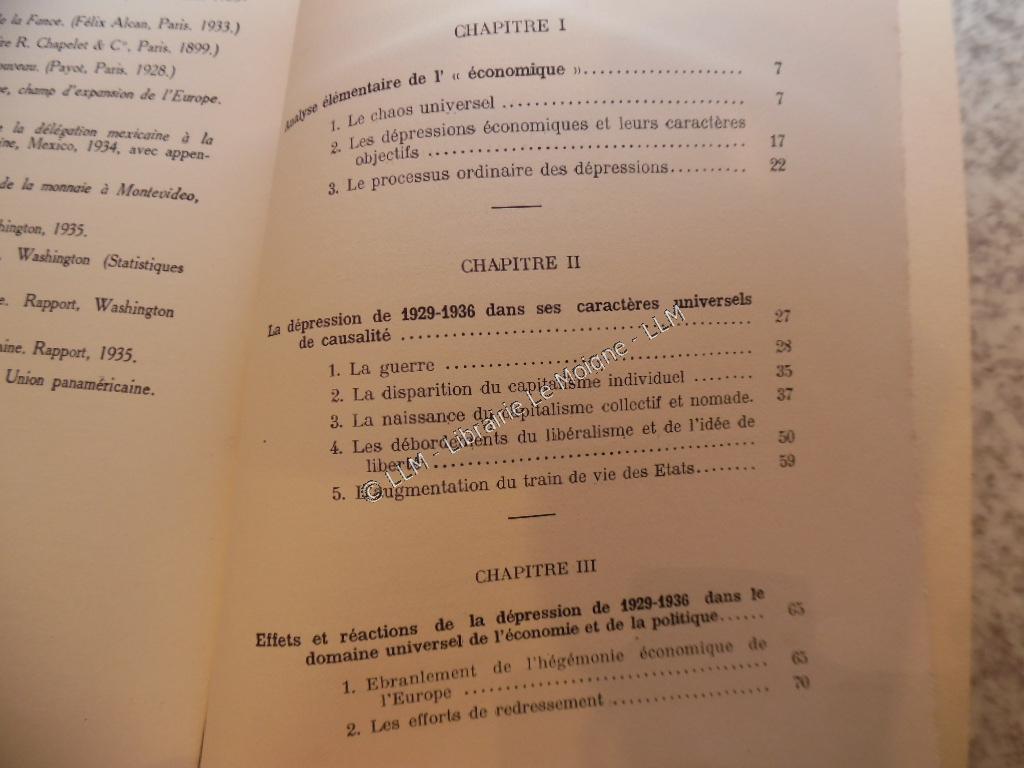 de la Fance. (Félix Alcan, Paris. 1933.)
R. Chapelet & Cie, Paris. 1899.)
(Payot, Paris. 1928.)
champ d'expansion de l'Europe.
la délégation mexicaine à la
Mexico, 1934, avec appen-
de la monnaie à Montevideo,
1935.
Washington (Statistiques
Rapport, Washington
Rapport, 1935.
Union panaméricaine.
CHAPITRE I
Analyse élémentaire de l' « économique ».................... 7
1. Le chaos universel .............................. 7
2. Les dépressions économiques et leurs caractères
objectifs ....................................... 17
3. Le processus ordinaire des dépressions.......... 22
CHAPITRE II
La dépression de 1929-1936 dans ses caractères universels
de causalité ........................................ 27
1. La guerre ...................................... 28
2. La disparition du capitalisme individuel ........ 35
3. La naissance du capitalisme collectif et nomade. 37
4. Les débordements du libéralisme et de l'idée de
liberté ........................................ 50
5. L'augmentation du train de vie des Etats........ 59
CHAPITRE III
Effets et réactions de la dépression de 1929-1936 dans le
domaine universel de l'économie et de la politique...... 65
1. Ebranlement de l'hégémonie économique de
l'Europe ...................................... 65
2. Les efforts de redressement .................... 70
© LLM - Librairie Le Moigne - LLM